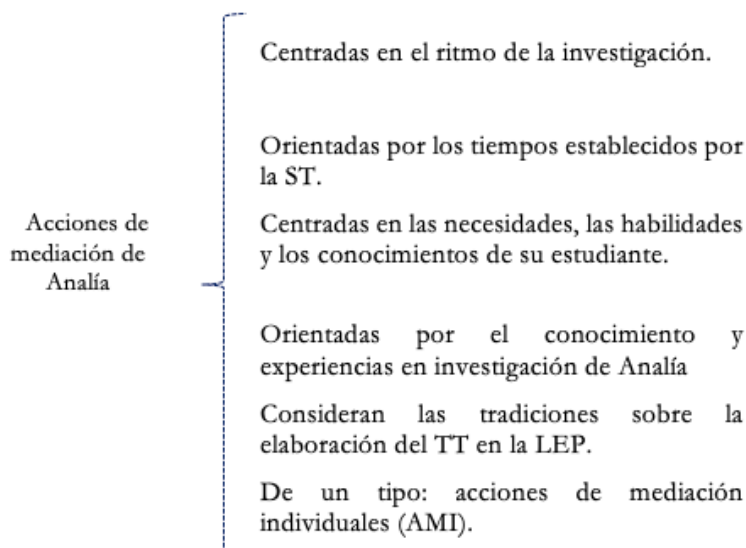 Acciones de
mediación de
Analía
Centradas en el ritmo de la investigación.
Orientadas por los tiempos establecidos por
la ST.
Centradas en las necesidades, las habilidades
y los conocimientos de su estudiante.
Orientadas por el conocimiento y
experiencias en investigación de Analía
Consideran las tradiciones sobre la
elaboración del TT en la LEP.
De un tipo: acciones de mediación
individuales (AMI).